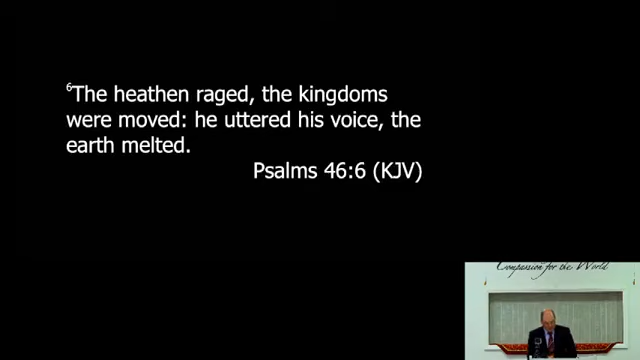 ⁶The heathen raged, the kingdoms
were moved: he uttered his voice, the
earth melted.
Psalms 46:6 (KJV)
Compassion for the World